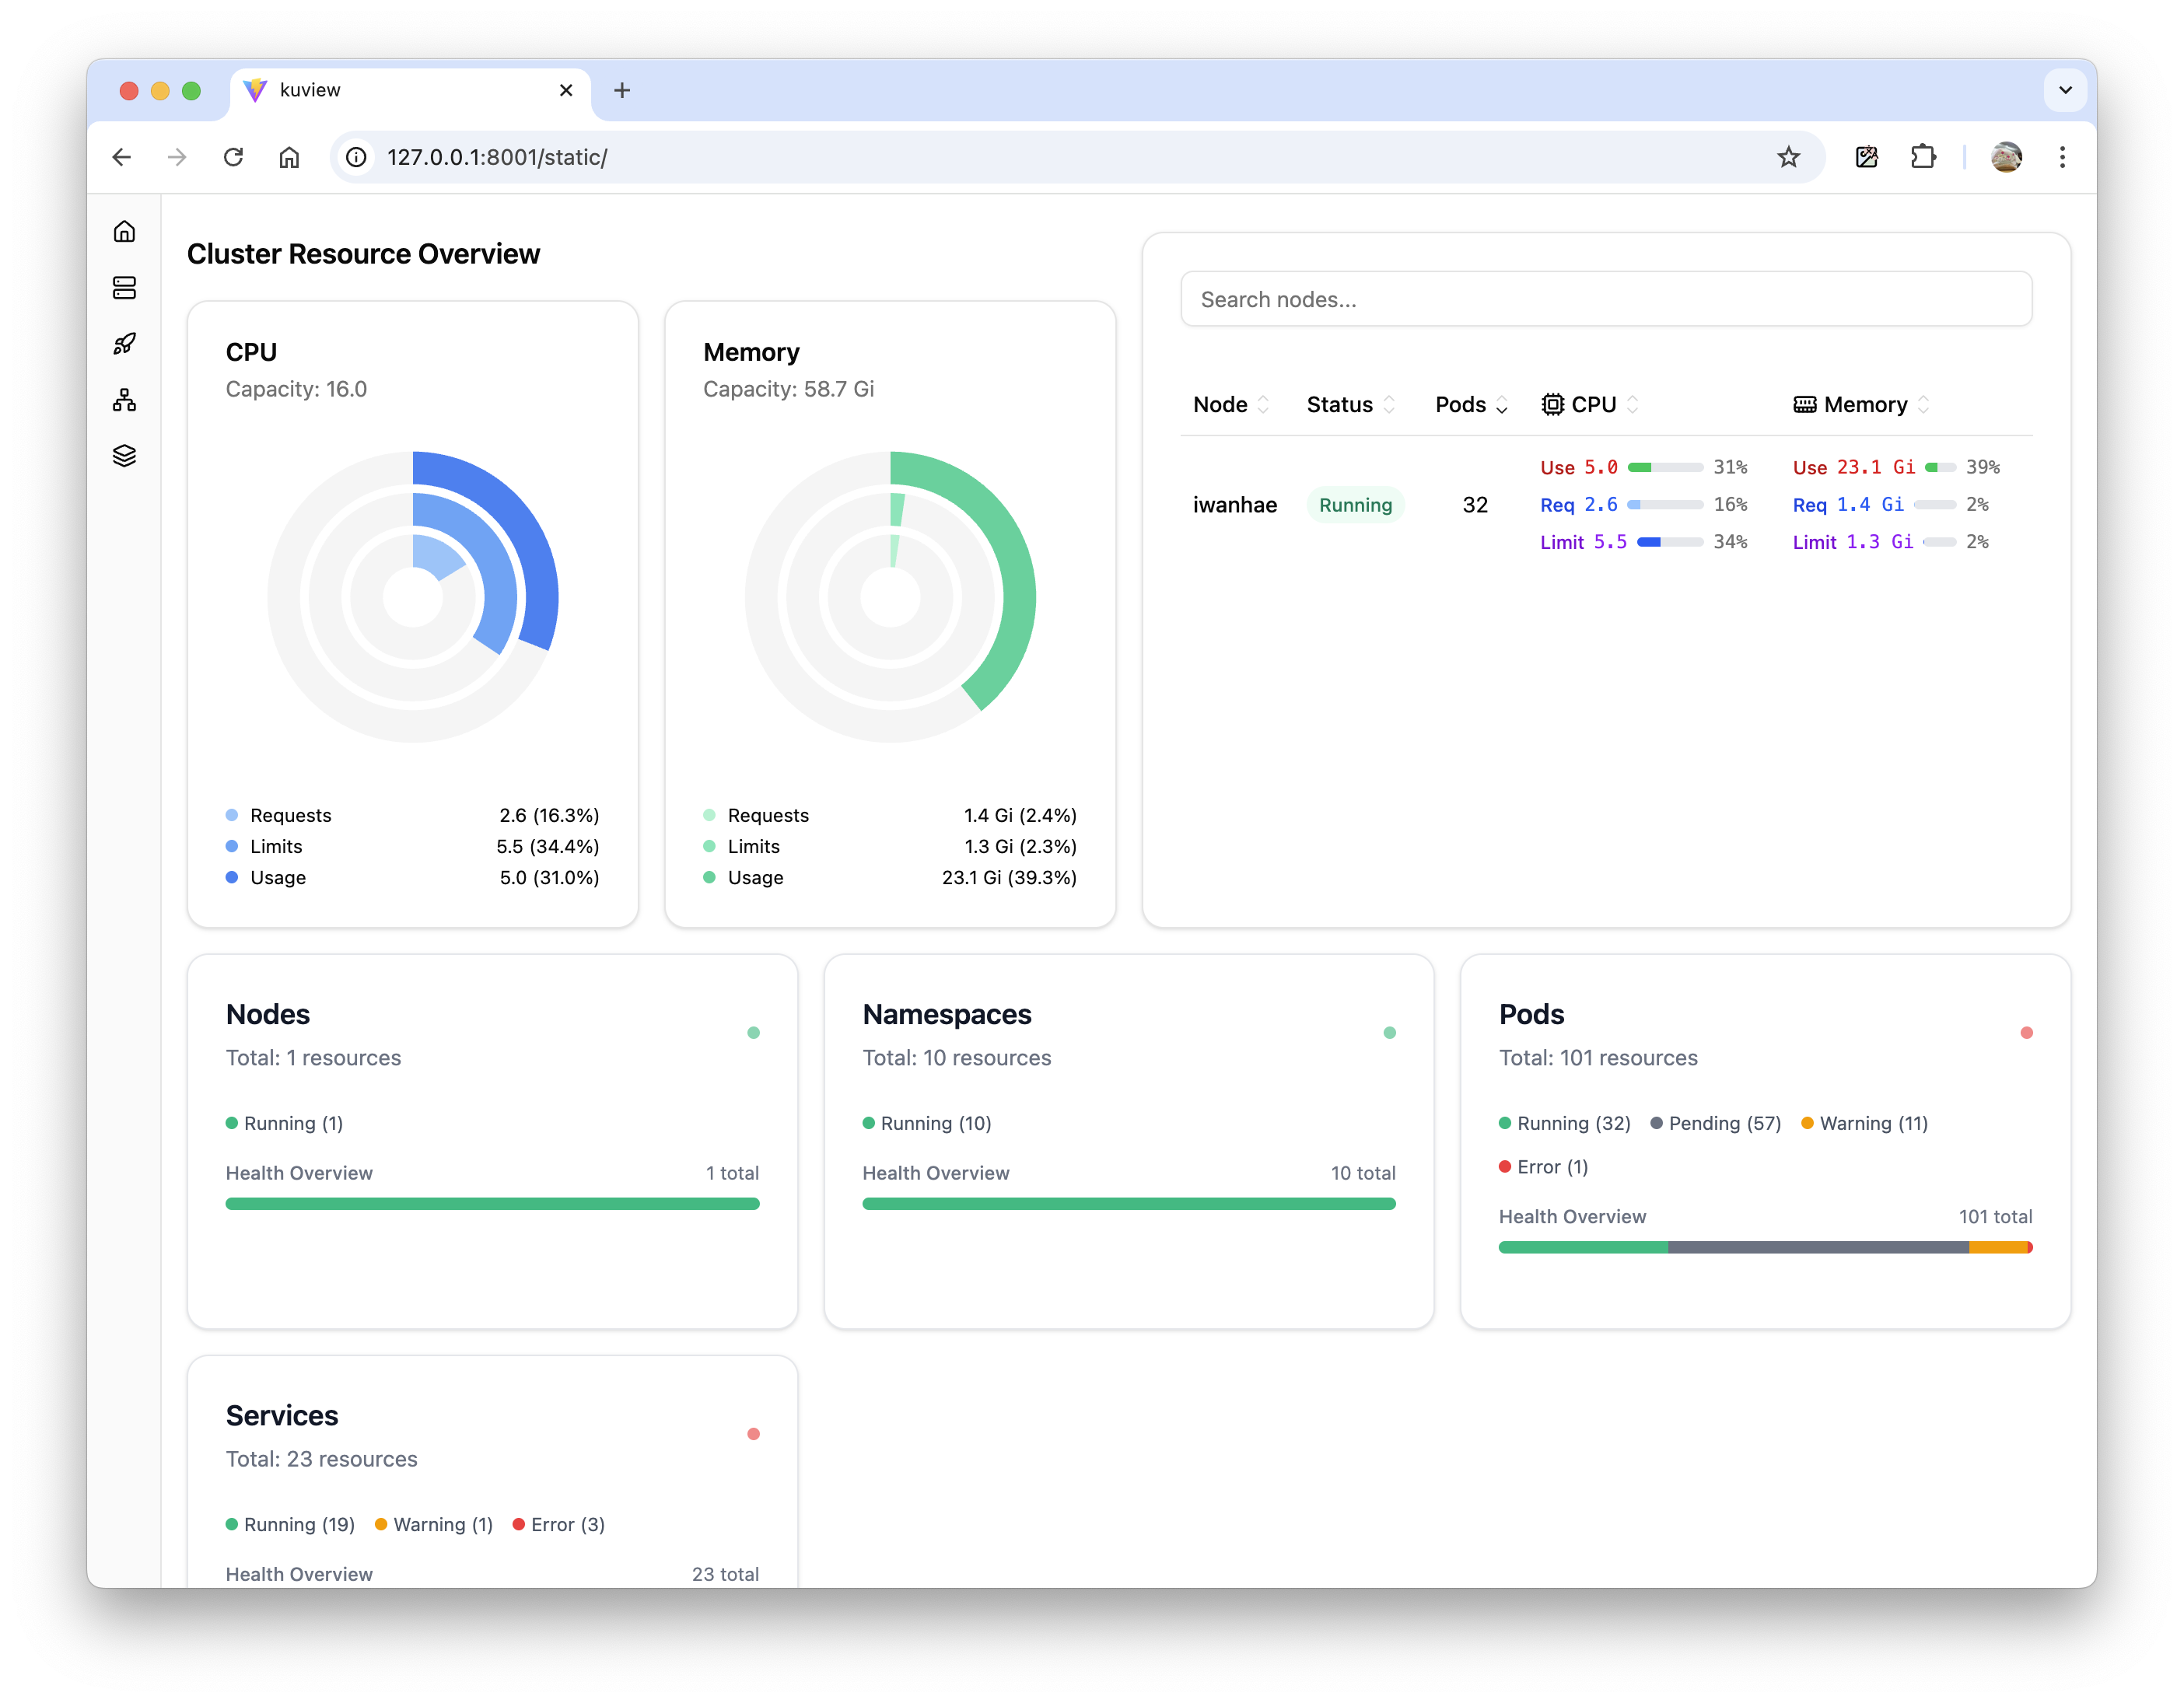 kuview
127.0.0.1:8001/static/
Cluster Resource Overview
CPU
Capacity: 16.0
Requests 2.6 (16.3%)
Limits 5.5 (34.4%)
Usage 5.0 (31.0%)
Memory
Capacity: 58.7 Gi
Requests 1.4 Gi (2.4%)
Limits 1.3 Gi (2.3%)
Usage 23.1 Gi (39.3%)
Search nodes...
Node Status Pods CPU Memory
Use 5.0 31% Use 23.1 Gi 39%
iwanhae Running 32 Req 2.6 16% Req 1.4 Gi 2%
Limit 5.5 34% Limit 1.3 Gi 2%
Nodes
Total: 1 resources
Running (1)
Health Overview 1 total
Namespaces
Total: 10 resources
Running (10)
Health Overview 10 total
Pods
Total: 101 resources
Running (32) Pending (57) Warning (11)
Error (1)
Health Overview 101 total
Services
Total: 23 resources
Running (19) Warning (1) Error (3)
Health Overview 23 total